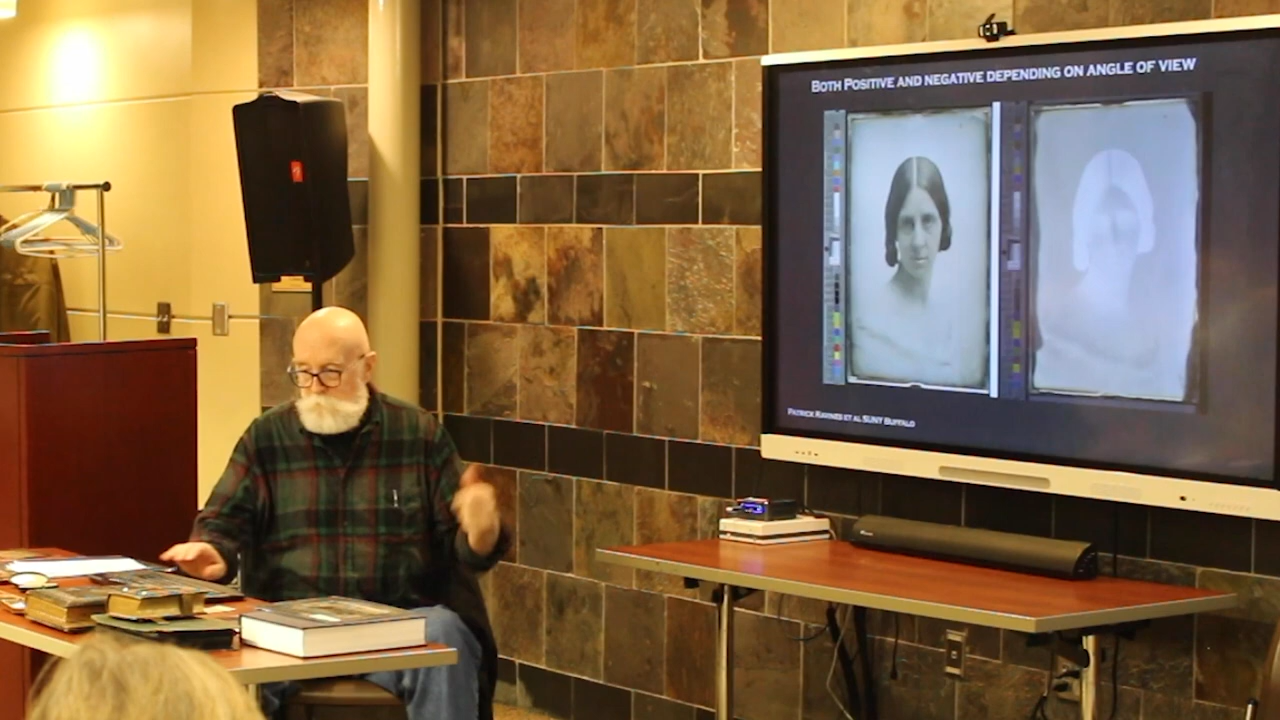 Both Positive and negative depending on angle of view
Patrick Ravines et al SUNY Buffalo